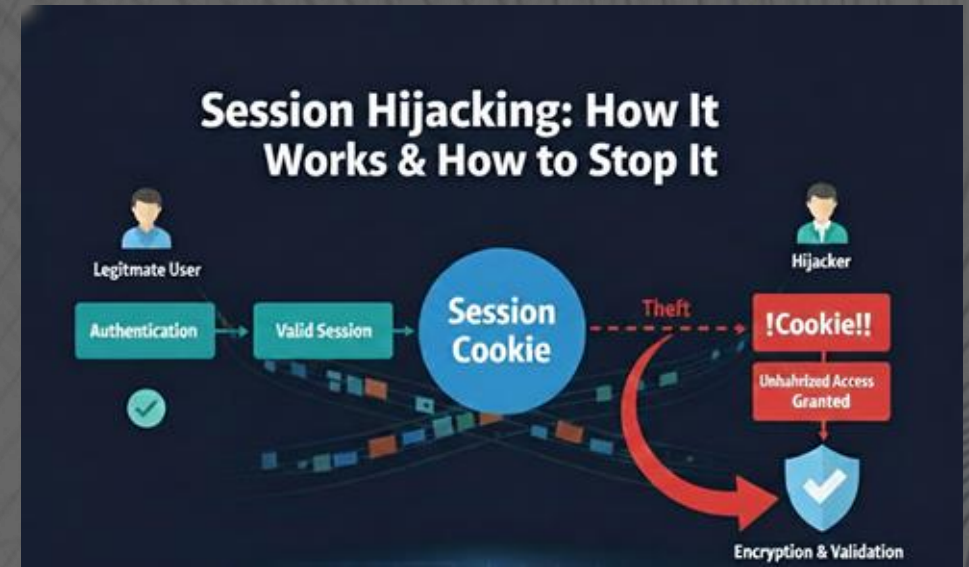 Session Hijacking: How It
Works & How to Stop It
Legitmate User
Hijacker
Authentication
Valid Session
Session
Cookie
Theft
!Cookie!!
Unhahrized Access
Granted
Encryption & Validation